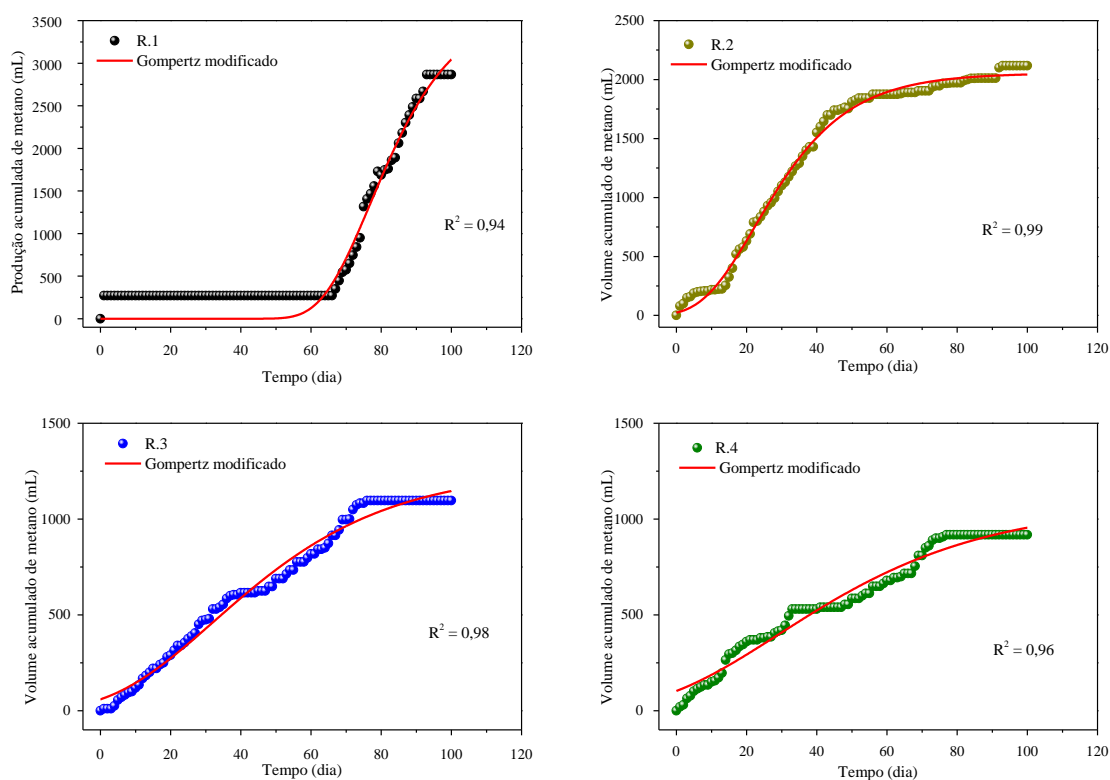 R.1
Gompertz modificado
Produção acumulada de metano (mL)
3500
3000
2500
2000
1500
1000
500
0
R² = 0,94
0 20 40 60 80 100 120
Tempo (dia)
R.2
Gompertz modificado
Volume acumulado de metano (mL)
2500
2000
1500
1000
500
0
R² = 0,99
0 20 40 60 80 100 120
Tempo (dia)
R.3
Gompertz modificado
Volume acumulado de metano (mL)
1500
1000
500
0
R² = 0,98
0 20 40 60 80 100 120
Tempo (dia)
R.4
Gompertz modificado
Volume acumulado de metano (mL)
1500
1000
500
0
R² = 0,96
0 20 40 60 80 100 120
Tempo (dia)